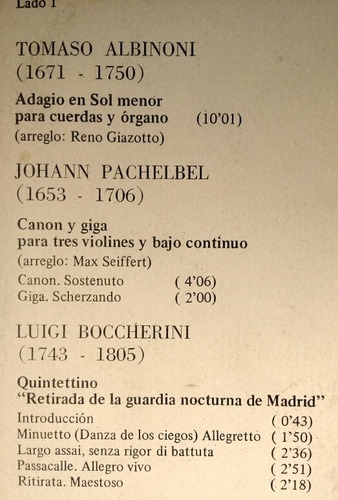 Lado 1
TOMASO ALBINONI
(1671 - 1750)
Adagio en Sol menor
para cuerdas y órgano (10'01)
(arreglo: Reno Giazotto)
JOHANN PACHELBEL
(1653 - 1706)
Canon y giga
para tres violines y bajo continuo
(arreglo: Max Seiffert)
Canon. Sostenuto ( 4'06)
Giga. Scherzando ( 2'00)
LUIGI BOCCHERINI
(1743 - 1805)
Quintettino
"Retirada de la guardia nocturna de Madrid"
Introducción ( 0'43)
Minuetto (Danza de los ciegos) Allegretto ( 1'50)
Largo assai, senza rigor di battuta ( 2'36)
Passacalle. Allegro vivo ( 2'51)
Ritirata. Maestoso ( 2'18)